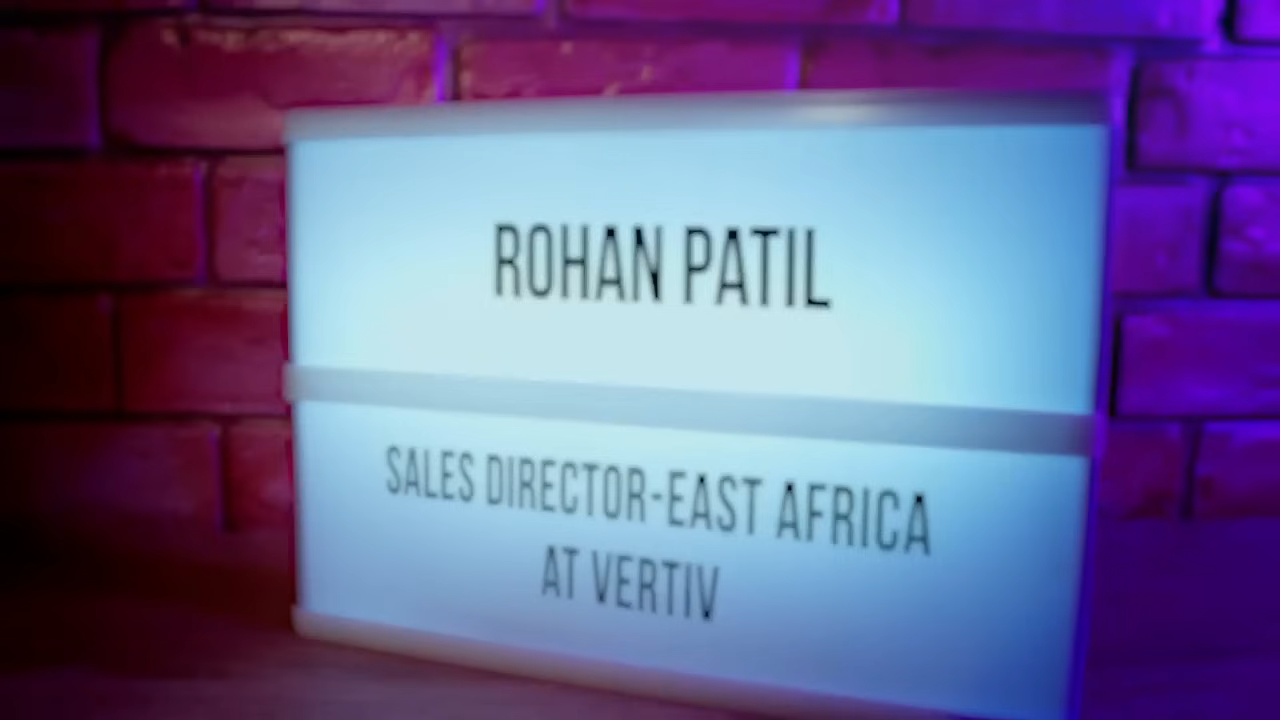 ROHAN PATIL
SALES DIRECTOR-EAST AFRICA
AT VERTIV